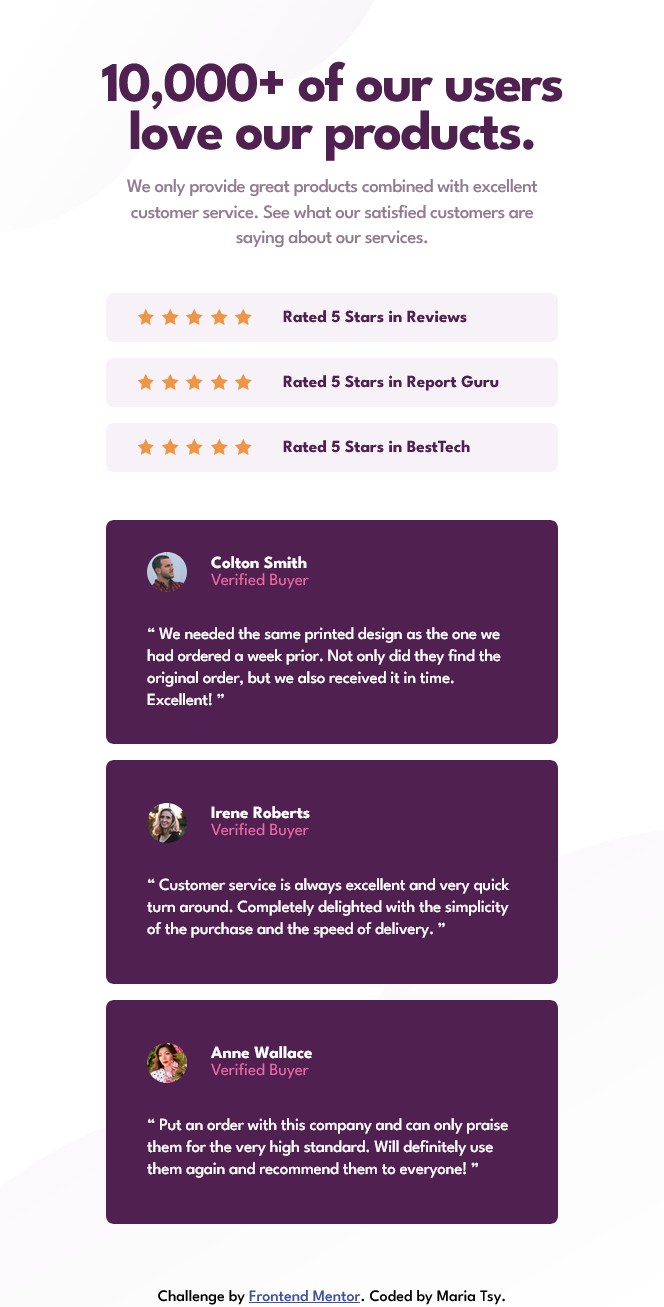 10,000+ of our users
love our products.
We only provide great products combined with excellent
customer service. See what our satisfied customers are
saying about our services.
Rated 5 Stars in Reviews
Rated 5 Stars in Report Guru
Rated 5 Stars in BestTech
Colton Smith
Verified Buyer
“ We needed the same printed design as the one we
had ordered a week prior. Not only did they find the
original order, but we also received it in time.
Excellent! ”
Irene Roberts
Verified Buyer
“ Customer service is always excellent and very quick
turn around. Completely delighted with the simplicity
of the purchase and the speed of delivery. ”
Anne Wallace
Verified Buyer
“ Put an order with this company and can only praise
them for the very high standard. Will definitely use
them again and recommend them to everyone! ”
Challenge by Frontend Mentor. Coded by Maria Tsy.